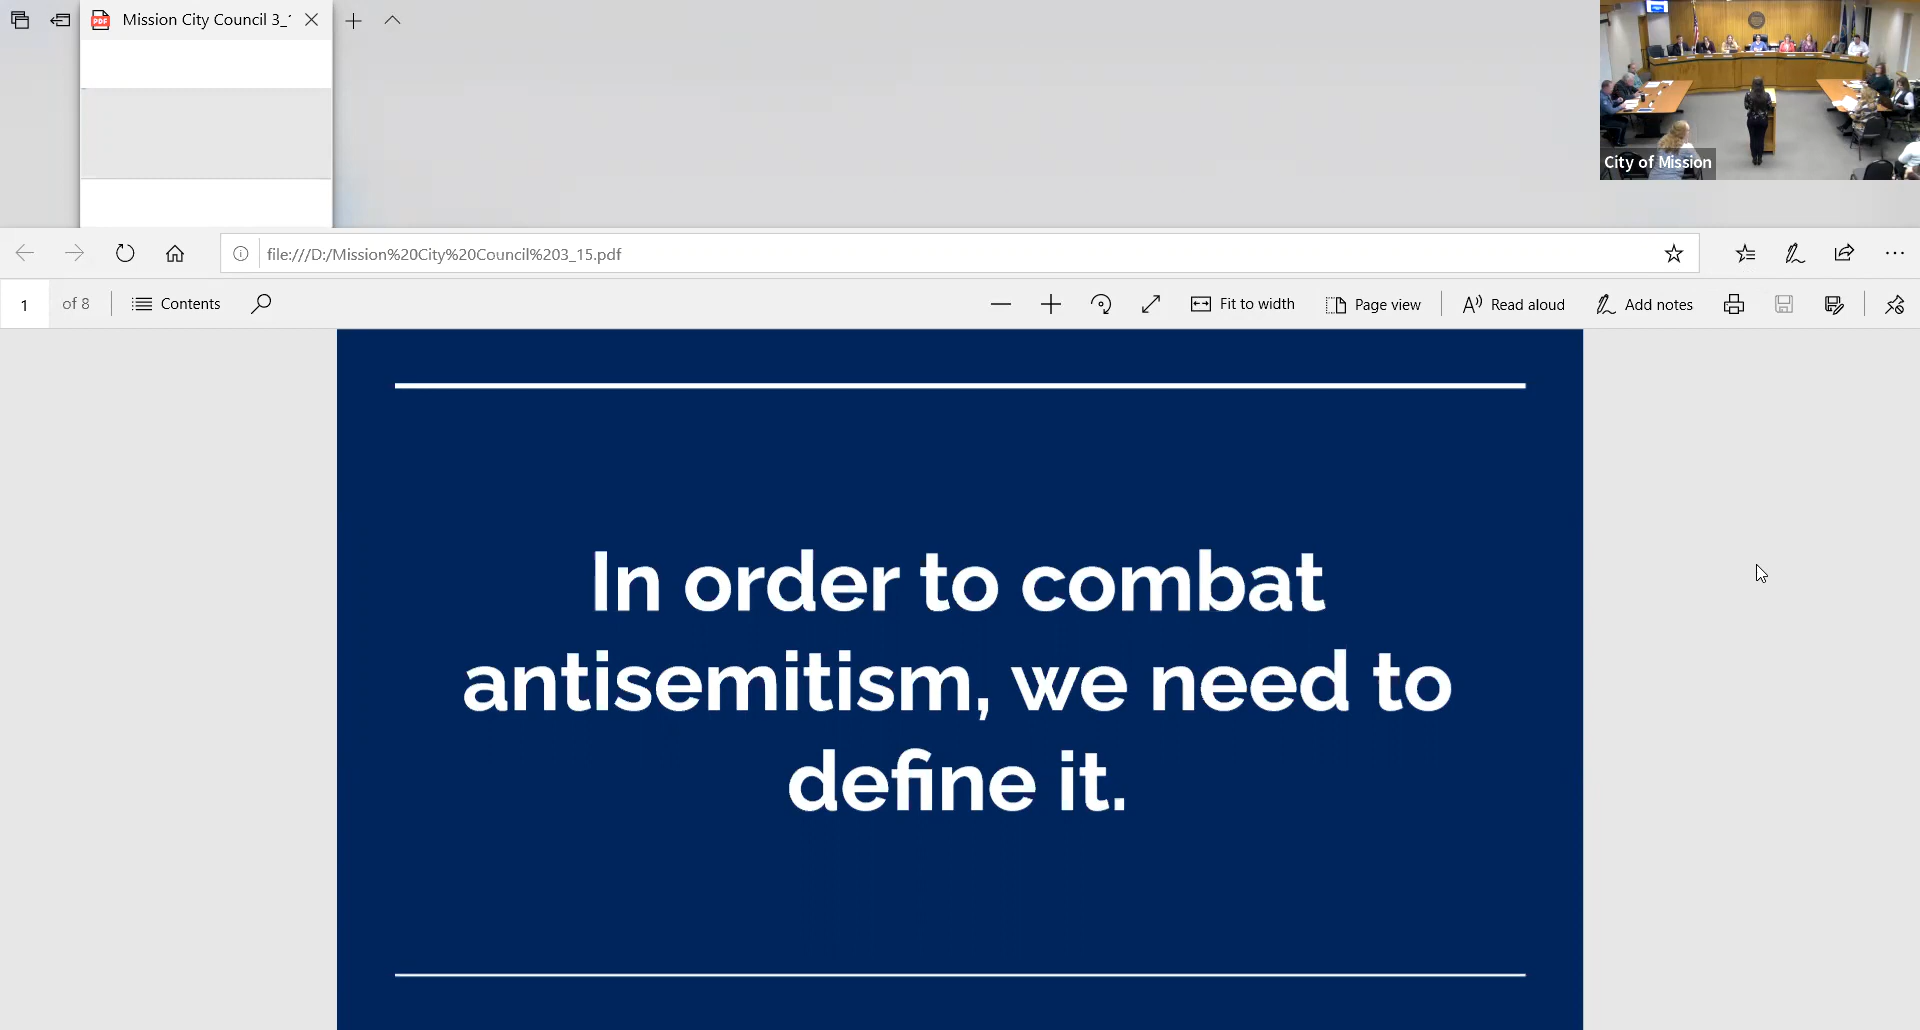 Mission City Council 3_1
City of Mission
file:///D:/Mission%20City%20Council%203_15.pdf
1 of 8
Contents
Fit to width
Page view
Read aloud
Add notes
In order to combat
antisemitism, we need to
define it.